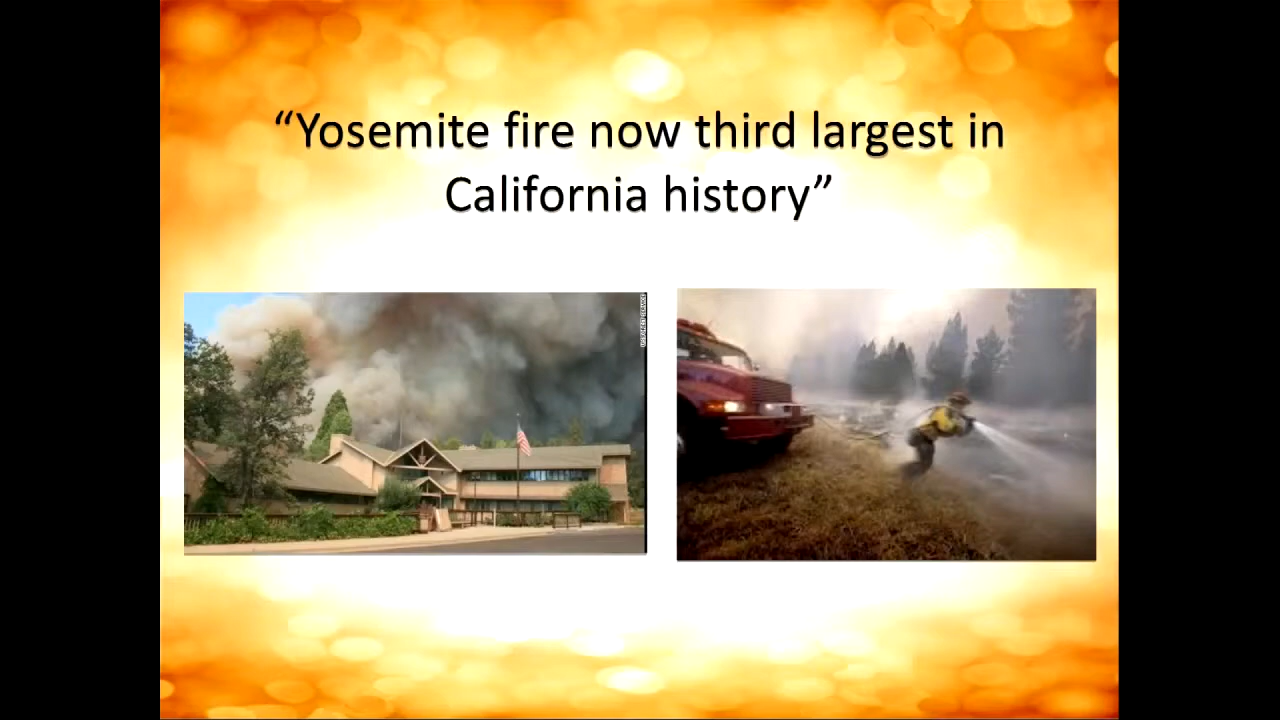 “Yosemite fire now third largest in
California history”